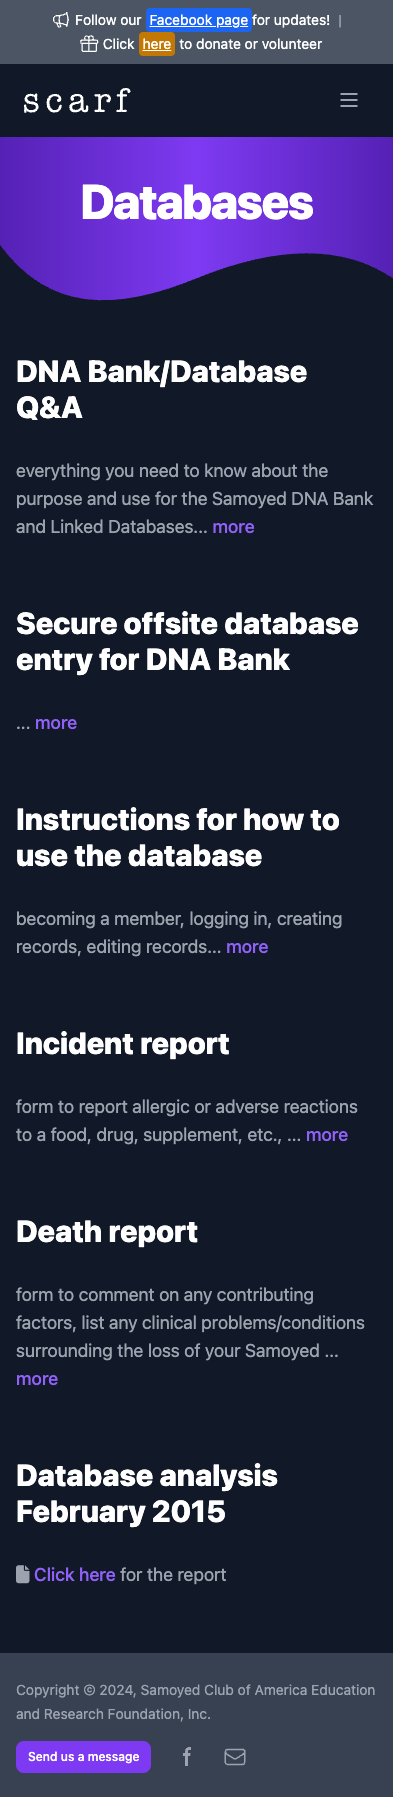 Follow our Facebook page for updates! |
Click here to donate or volunteer
scarf
Databases
DNA Bank/Database
Q&A
everything you need to know about the
purpose and use for the Samoyed DNA Bank
and Linked Databases... more
Secure offsite database
entry for DNA Bank
... more
Instructions for how to
use the database
becoming a member, logging in, creating
records, editing records... more
Incident report
form to report allergic or adverse reactions
to a food, drug, supplement, etc., ... more
Death report
form to comment on any contributing
factors, list any clinical problems/conditions
surrounding the loss of your Samoyed ...
more
Database analysis
February 2015
Click here for the report
Copyright © 2024, Samoyed Club of America Education
and Research Foundation, Inc.
Send us a message